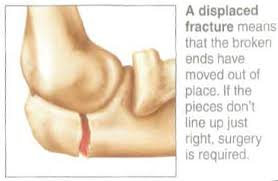 A displaced
fracture means
that the broken
ends have
moved out of
place. If the
pieces don't
line up just
right, surgery
is required.